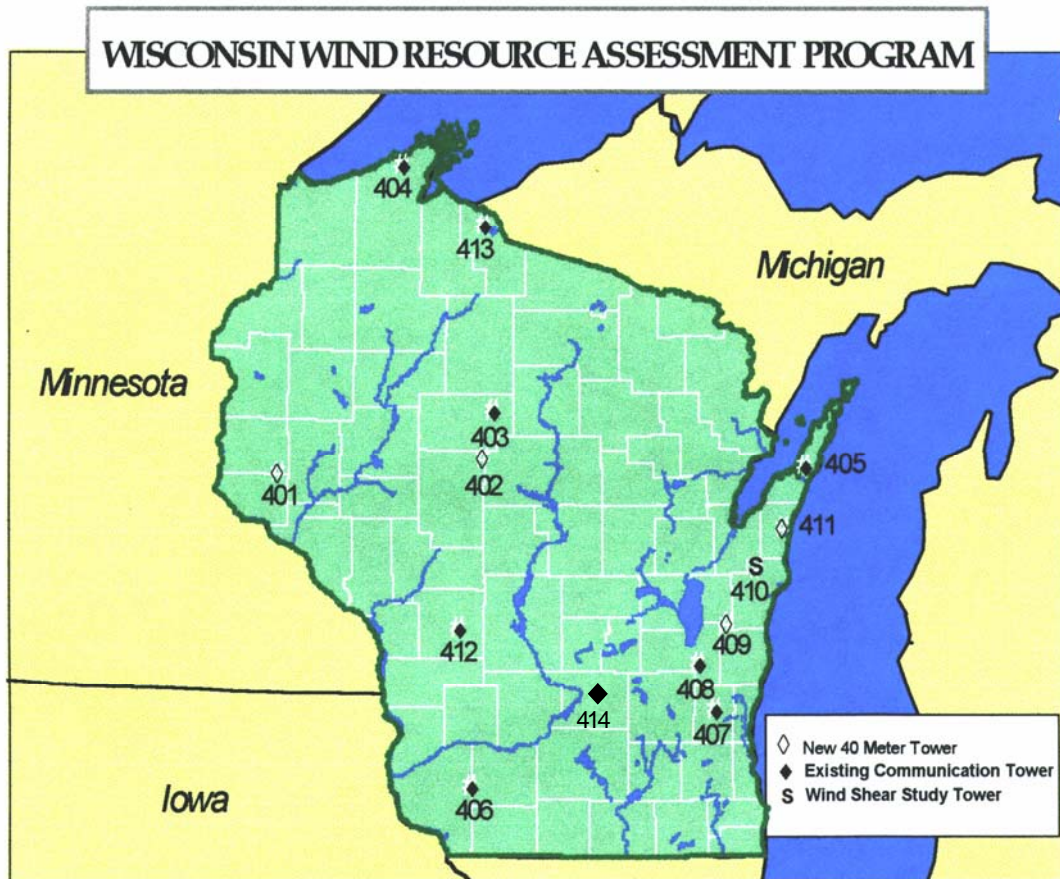 WISCONSIN WIND RESOURCE ASSESSMENT PROGRAM
404
413
Michigan
Minnesota
403
405
401
402
411
S
410
409
412
408
414
407
◇ New 40 Meter Tower
◆ Existing Communication Tower
S Wind Shear Study Tower
Iowa
406